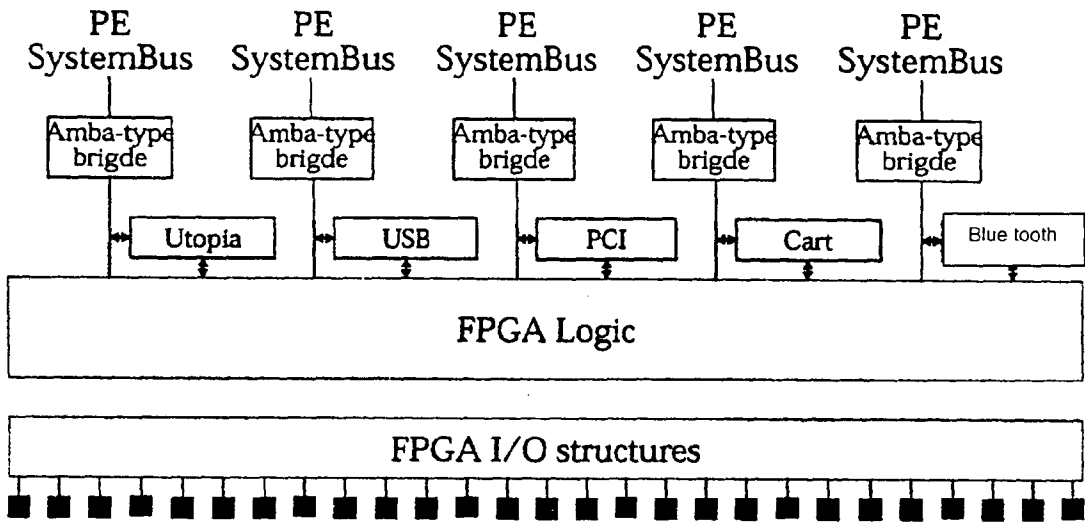 PE PE PE PE PE
SystemBus SystemBus SystemBus SystemBus SystemBus
Amba-type Amba-type Amba-type Amba-type Amba-type
brigde brigde brigde brigde brigde
Utopia USB PCI Cart Blue tooth
FPGA Logic
FPGA I/O structures